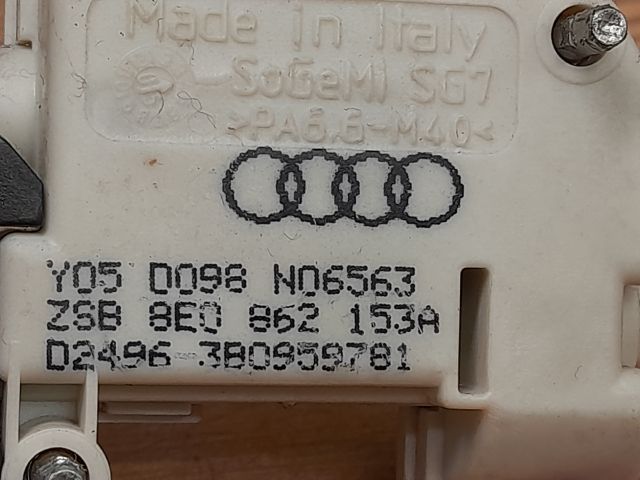 Made in Italy
SoGeMi SG7
>PA6.6-M40<
Y05 D098 N06563
ZSB 8E0 862 153A
D2496-3B0959781